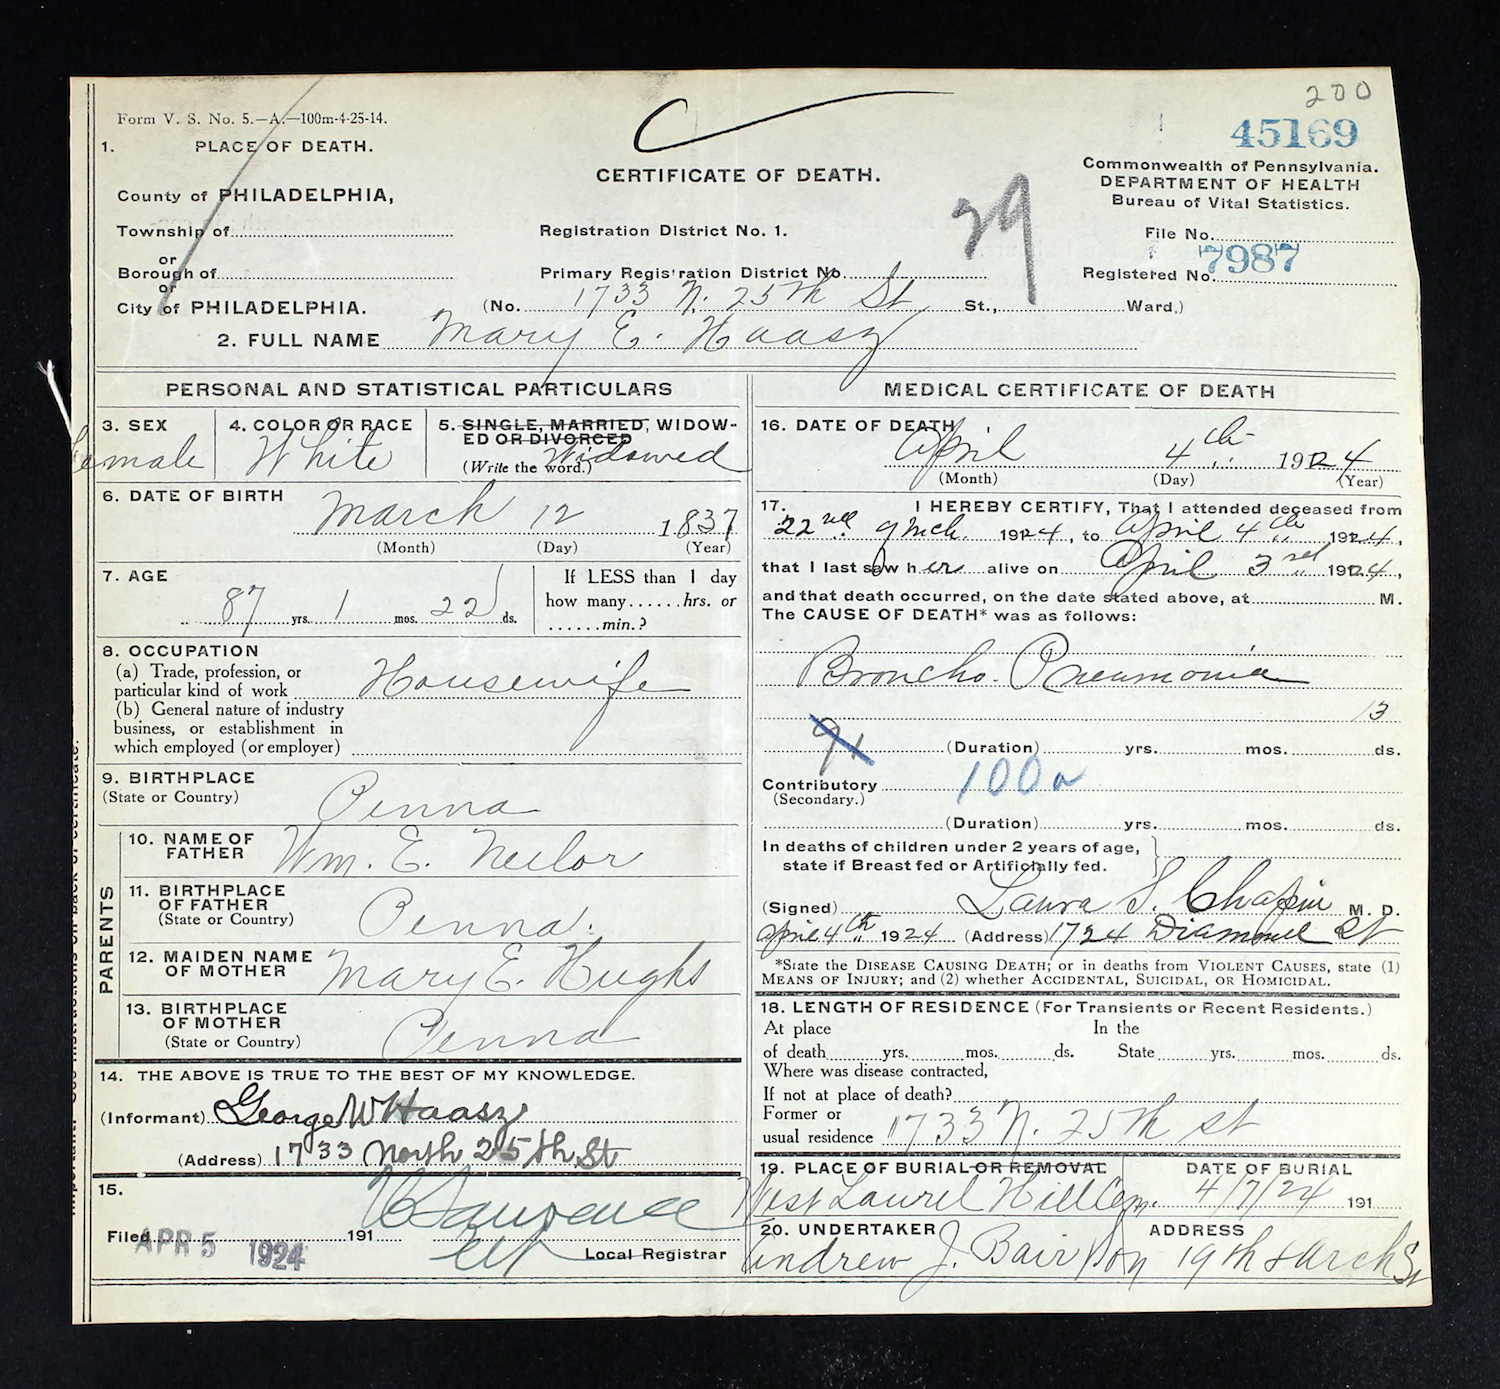 200
45169
Form V. S. No. 5.—A.—100m-4-25-14.
1. PLACE OF DEATH.
County of PHILADELPHIA,
Township of
or
Borough of
or
City of PHILADELPHIA.
CERTIFICATE OF DEATH.
Registration District No. 1.
Primary Registration District No.
(No. 1733 N. 25th St St., Ward.)
29
Commonwealth of Pennsylvania.
DEPARTMENT OF HEALTH
Bureau of Vital Statistics.
File No.
Registered No. 7987
2. FULL NAME Mary E. Haasz
PERSONAL AND STATISTICAL PARTICULARS
3. SEX
Female
4. COLOR OR RACE
White
5. SINGLE, MARRIED, WIDOW-
ED OR DIVORCED
(Write the word.) Widowed
6. DATE OF BIRTH
March 12 1837
(Month) (Day) (Year)
7. AGE
87 yrs. 1 mos. 22 ds.
If LESS than 1 day
how many......hrs. or
......min.?
8. OCCUPATION
(a) Trade, profession, or
particular kind of work Housewife
(b) General nature of industry
business, or establishment in
which employed (or employer)
9. BIRTHPLACE
(State or Country)
Penna
PARENTS
10. NAME OF
FATHER
Wm. E. Neilor
11. BIRTHPLACE
OF FATHER
(State or Country)
Penna.
12. MAIDEN NAME
OF MOTHER
Mary E. Hughs
13. BIRTHPLACE
OF MOTHER
(State or Country)
Penna
14. THE ABOVE IS TRUE TO THE BEST OF MY KNOWLEDGE.
(Informant) George W Haasz
(Address) 1733 North 25th St
15.
Filed APR 5 1924 191
Local Registrar
MEDICAL CERTIFICATE OF DEATH
16. DATE OF DEATH
April 4th 1924
(Month) (Day) (Year)
17. I HEREBY CERTIFY, That I attended deceased from
1924, to April 4th 1924,
that I last saw her alive on April 3rd 1924,
and that death occurred, on the date stated above, at M.
The CAUSE OF DEATH* was as follows:
Broncho-Pneumonia
13
91
(Duration) yrs. mos. ds.
Contributory 100a
(Secondary.)
(Duration) yrs. mos. ds.
In deaths of children under 2 years of age,
state if Breast fed or Artificially fed.
(Signed) Laura S. Chapin M. D.
April 4th 1924 (Address) 1724 Diamond St
*State the DISEASE CAUSING DEATH; or in deaths from VIOLENT CAUSES, state (1)
MEANS OF INJURY; and (2) whether ACCIDENTAL, SUICIDAL, OR HOMICIDAL.
18. LENGTH OF RESIDENCE (For Transients or Recent Residents.)
At place In the
of death yrs. mos. ds. State yrs. mos. ds.
Where was disease contracted,
If not at place of death?
Former or
usual residence 1733 N. 25th St
19. PLACE OF BURIAL OR REMOVAL
West Laurel Hill Cem.
DATE OF BURIAL
4/7/24 191
20. UNDERTAKER
Andrew J. Bair & Son
ADDRESS
19th & Arch St